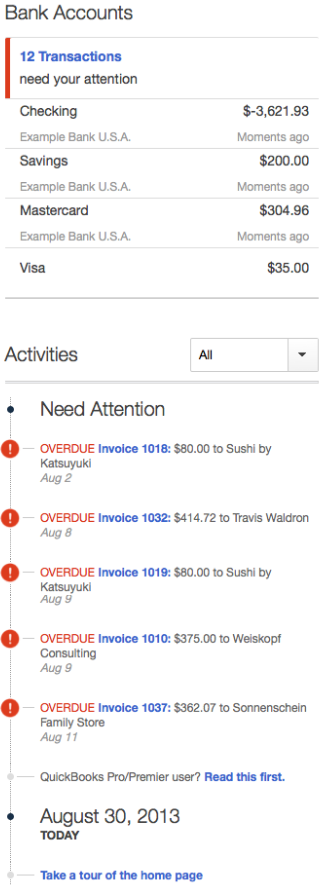 Bank Accounts
12 Transactions
need your attention
Checking $-3,621.93
Example Bank U.S.A. Moments ago
Savings $200.00
Example Bank U.S.A. Moments ago
Mastercard $304.96
Example Bank U.S.A. Moments ago
Visa $35.00
Activities All
Need Attention
OVERDUE Invoice 1018: $80.00 to Sushi by
Katsuyuki
Aug 2
OVERDUE Invoice 1032: $414.72 to Travis Waldron
Aug 8
OVERDUE Invoice 1019: $80.00 to Sushi by
Katsuyuki
Aug 9
OVERDUE Invoice 1010: $375.00 to Weiskopf
Consulting
Aug 9
OVERDUE Invoice 1037: $362.07 to Sonnenschein
Family Store
Aug 11
QuickBooks Pro/Premier user? Read this first.
August 30, 2013
TODAY
Take a tour of the home page